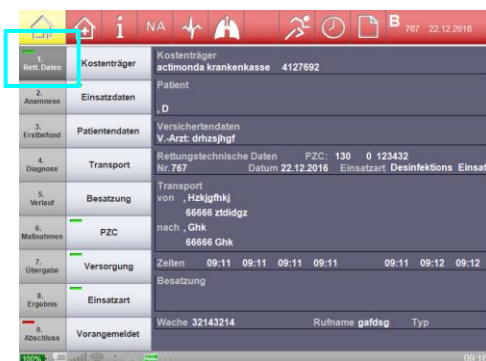 i NA B 767 22.12.2016
1.
Rett. Daten
2.
Anamnese
3.
Erstbefund
4.
Diagnose
5.
Verlauf
6.
Maßnahmen
7.
Übergabe
8.
Ergebnis
9.
Abschluss
Kostenträger
Einsatzdaten
Patientendaten
Transport
Besatzung
PZC
Versorgung
Einsatzart
Vorangemeldet
Kostenträger
actimonda krankenkasse 4127692
Patient
, D
Versichertendaten
V.-Arzt: drhzsjhgf
Rettungstechnische Daten PZC: 130 0 123432
Nr. 767 Datum 22.12.2016 Einsatzart Desinfektions Einsat
Transport
von , Hzkjgfhkj
66666 ztdidgz
nach , Ghk
66666 Ghk
Zeiten 09:11 09:11 09:11 09:11 09:11 09:12 09:12
Besatzung
Wache 32143214 Rufname gafdsg Typ
100% 09:16